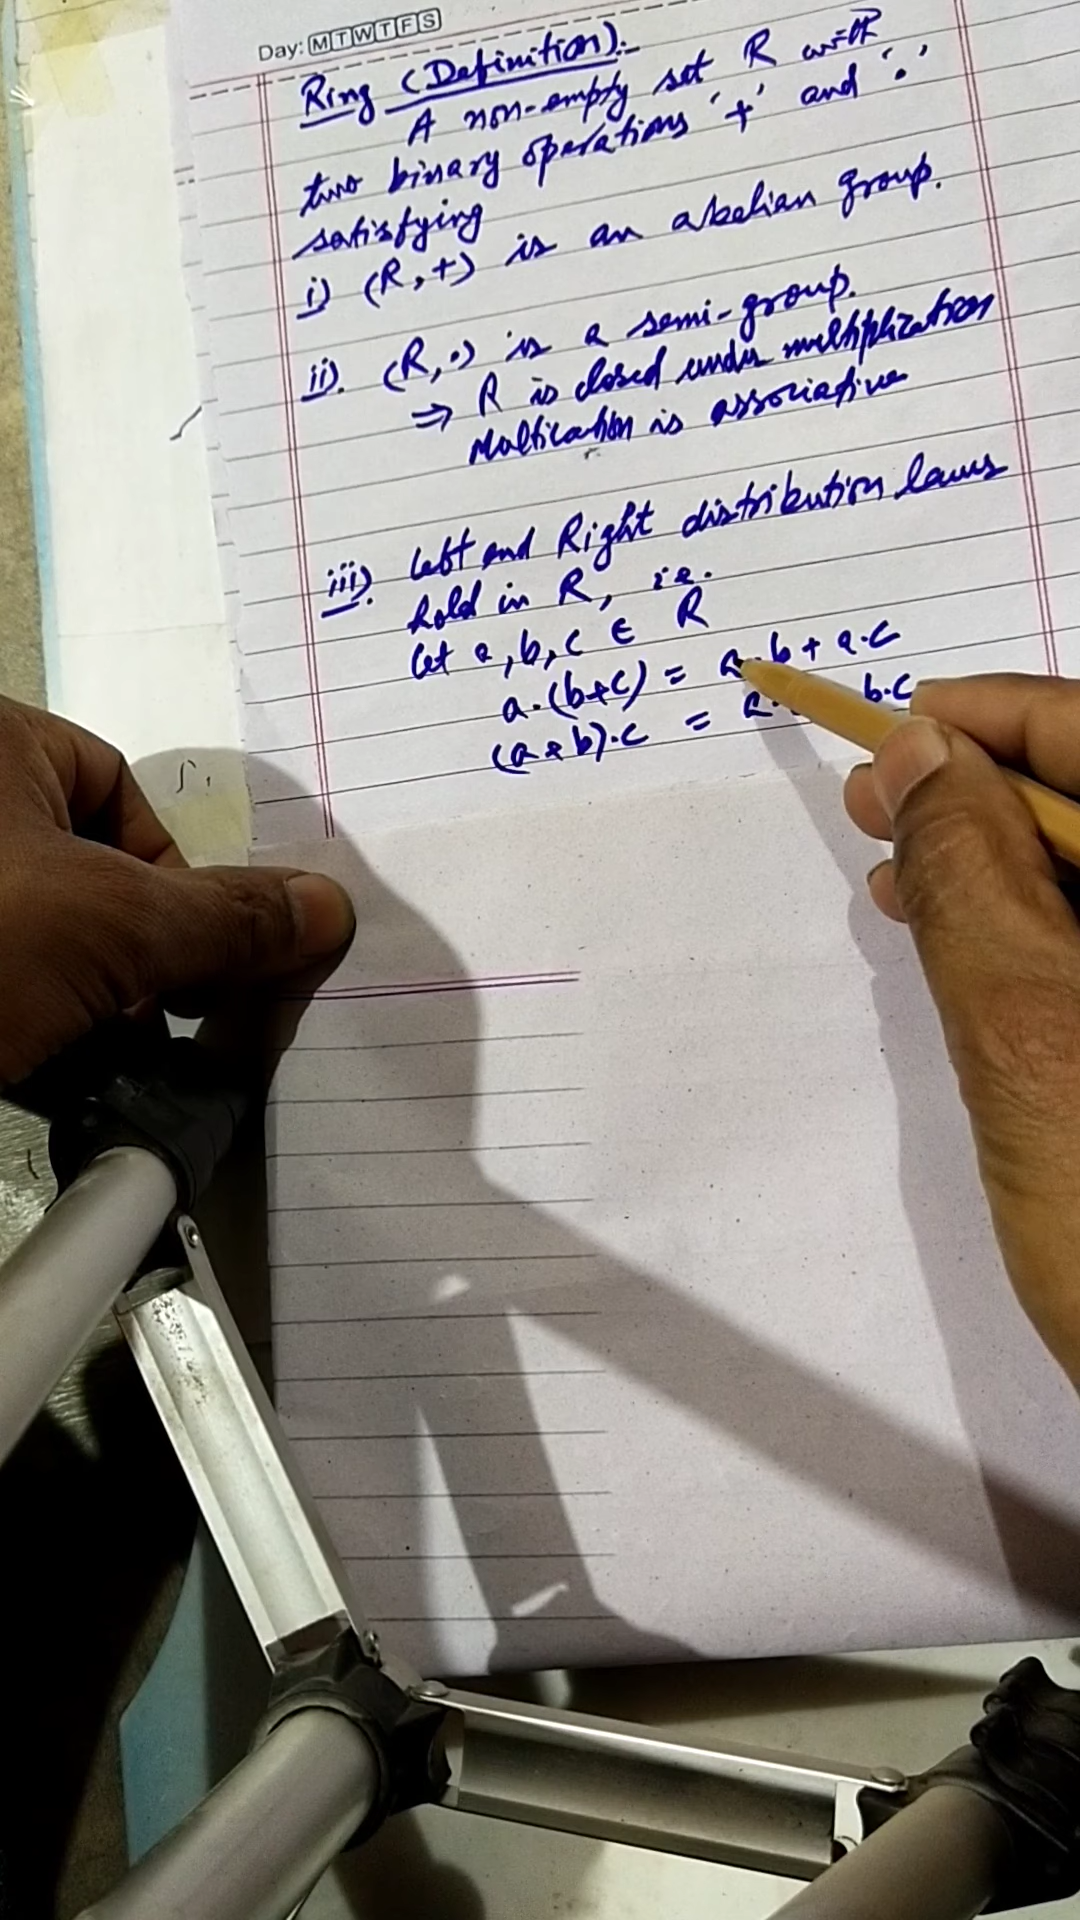 Day: M T W T F S
Ring (Definition):-
A non-empty set R with
two binary operations '+' and '.'
satisfying
i) (R,+) is an abelian group.
ii). (R,.) is a semi-group.
⇒ R is closed under multiplication
Multication is associative
iii). Left and Right distribution laws
hold in R, ie.
Let a,b,c ∈ R
a.(b+c) = a.b + a.c
(a+b).c = a. b.c